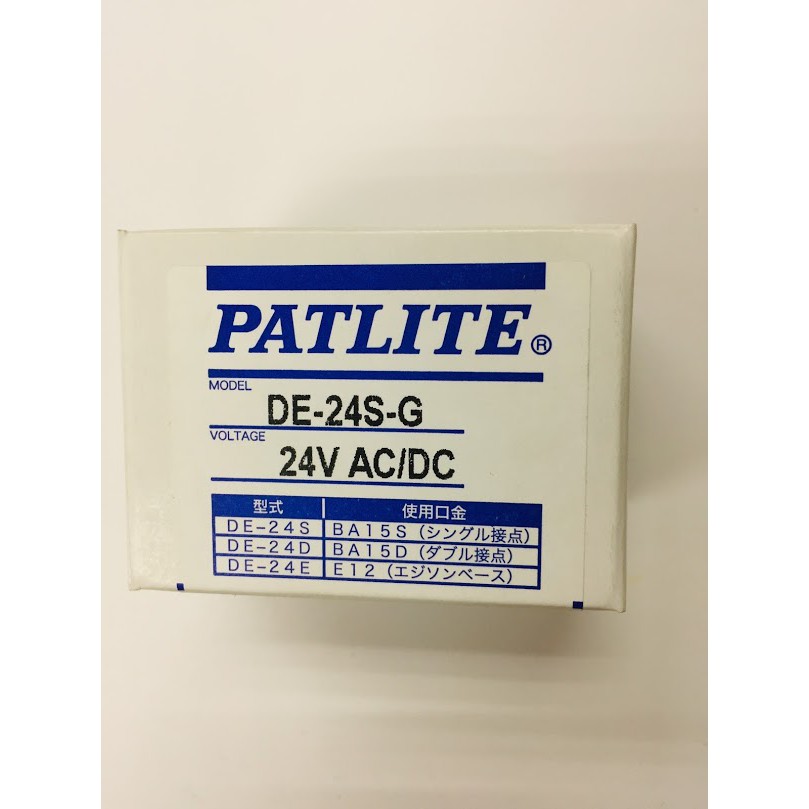 PATLITE®
MODEL
DE-24S-G
VOLTAGE
24V AC/DC
型式 使用口金
DE-24S BA15S(シングル接点)
DE-24D BA15D(ダブル接点)
DE-24E E12(エジソンベース)